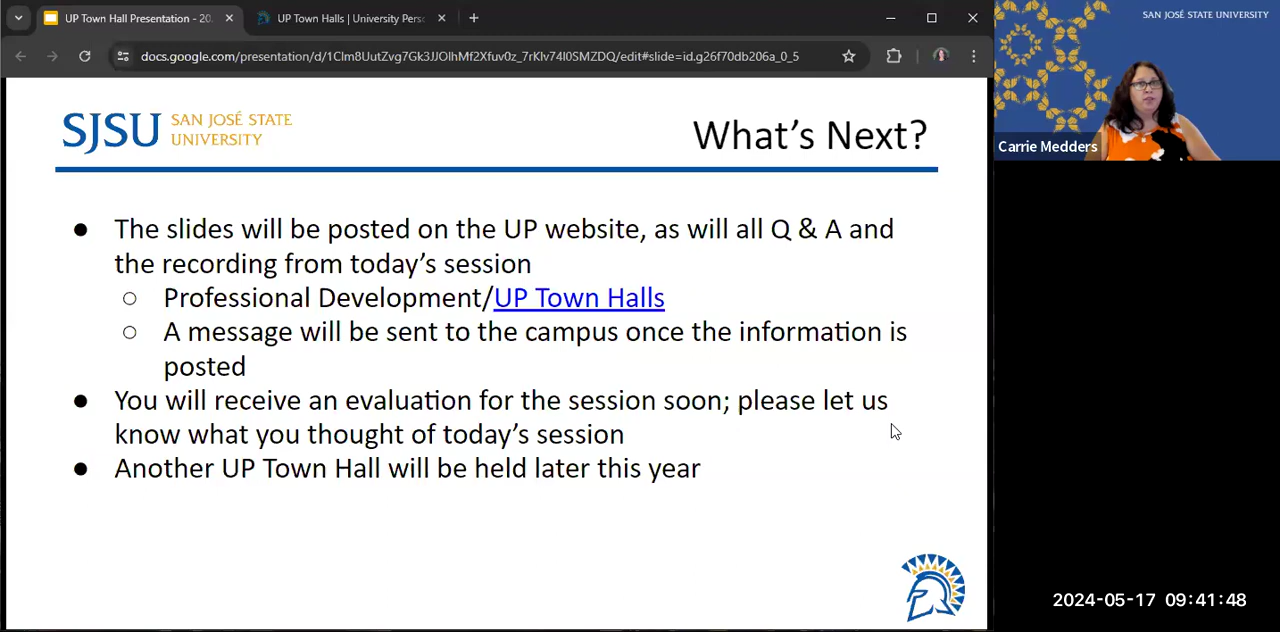 UP Town Hall Presentation - 20
UP Town Halls | University Pers
docs.google.com/presentation/d/1Clm8UutZvg7Gk3JJOlhMf2Xfuv0z_7rKlv74l0SMZDQ/edit#slide=id.g26f70db206a_0_5
SAN JOSÉ STATE UNIVERSITY
Carrie Medders
SJSU SAN JOSÉ STATE
UNIVERSITY
What's Next?
● The slides will be posted on the UP website, as will all Q & A and
the recording from today's session
○ Professional Development/UP Town Halls
○ A message will be sent to the campus once the information is
posted
● You will receive an evaluation for the session soon; please let us
know what you thought of today's session
● Another UP Town Hall will be held later this year
2024-05-17 09:41:48